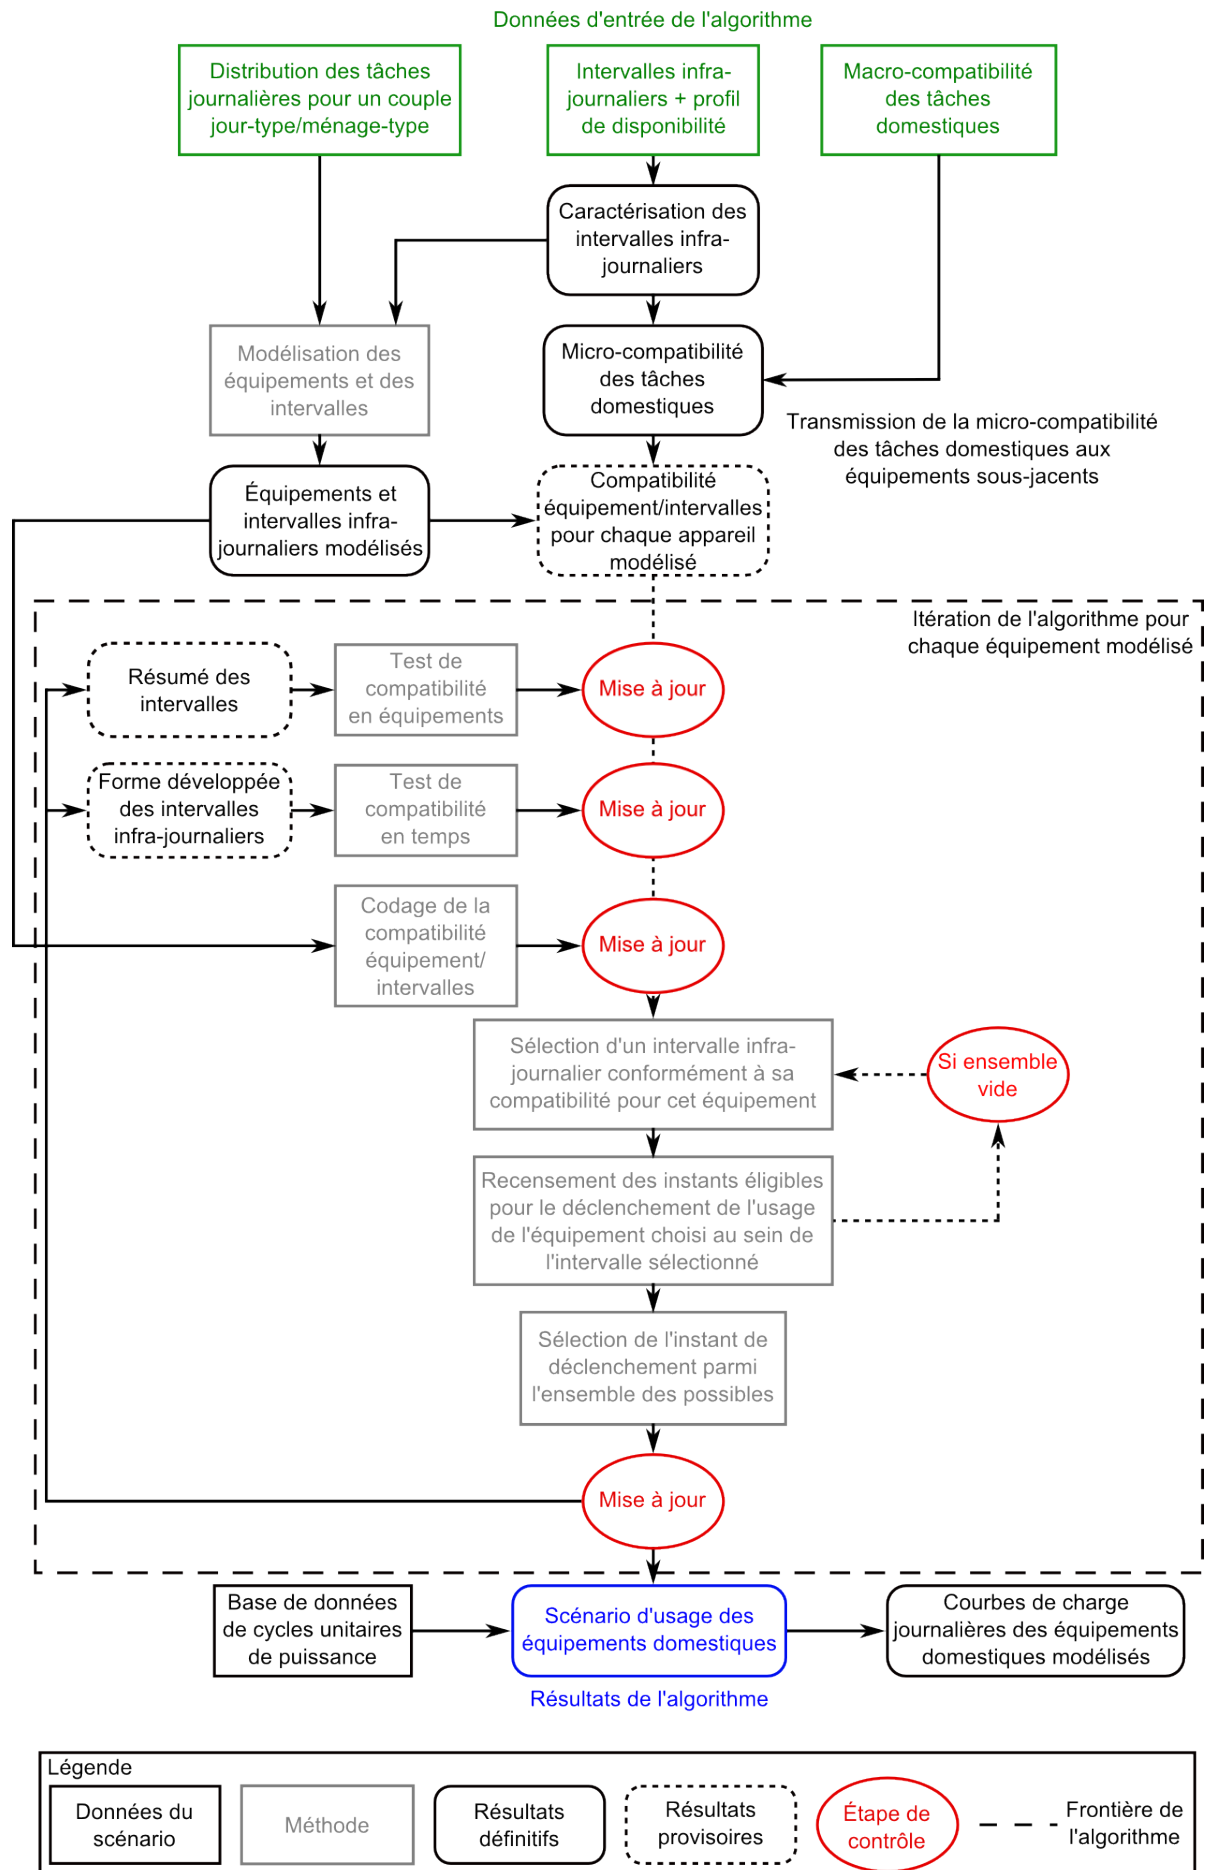 Données d'entrée de l'algorithme
Distribution des tâches
journalières pour un couple
jour-type/ménage-type
Intervalles infra-
journaliers + profil
de disponibilité
Macro-compatibilité
des tâches
domestiques
Caractérisation des
intervalles infra-
journaliers
Modélisation des
équipements et des
intervalles
Micro-compatibilité
des tâches
domestiques
Transmission de la micro-compatibilité
des tâches domestiques aux
équipements sous-jacents
Équipements et
intervalles infra-
journaliers modélisés
Compatibilité
équipement/intervalles
pour chaque appareil
modélisé
Itération de l'algorithme pour
chaque équipement modélisé
Résumé des
intervalles
Test de
compatibilité
en équipements
Mise à jour
Forme développée
des intervalles
infra-journaliers
Test de
compatibilité
en temps
Mise à jour
Codage de la
compatibilité
équipement/
intervalles
Mise à jour
Sélection d'un intervalle infra-
journalier conformément à sa
compatibilité pour cet équipement
Si ensemble
vide
Recensement des instants éligibles
pour le déclenchement de l'usage
de l'équipement choisi au sein de
l'intervalle sélectionné
Sélection de l'instant de
déclenchement parmi
l'ensemble des possibles
Mise à jour
Base de données
de cycles unitaires
de puissance
Scénario d'usage des
équipements domestiques
Courbes de charge
journalières des équipements
domestiques modélisés
Résultats de l'algorithme
Légende
Données du
scénario
Méthode
Résultats
définitifs
Résultats
provisoires
Étape de
contrôle
Frontière de
l'algorithme